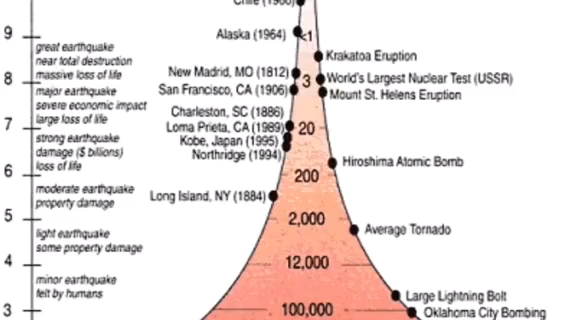 Chile (1960)
9
Alaska (1964)
<1
great earthquake
near total destruction
massive loss of life
Krakatoa Eruption
New Madrid, MO (1812)
World's Largest Nuclear Test (USSR)
8
3
major earthquake
severe economic impact
large loss of life
San Francisco, CA (1906)
Mount St. Helens Eruption
Charleston, SC (1886)
7
Loma Prieta, CA (1989)
20
strong earthquake
damage ($ billions)
loss of life
Kobe, Japan (1995)
Northridge (1994)
Hiroshima Atomic Bomb
6
200
moderate earthquake
property damage
Long Island, NY (1884)
5
2,000
light earthquake
some property damage
Average Tornado
4
12,000
minor earthquake
felt by humans
Large Lightning Bolt
3
100,000
Oklahoma City Bombing